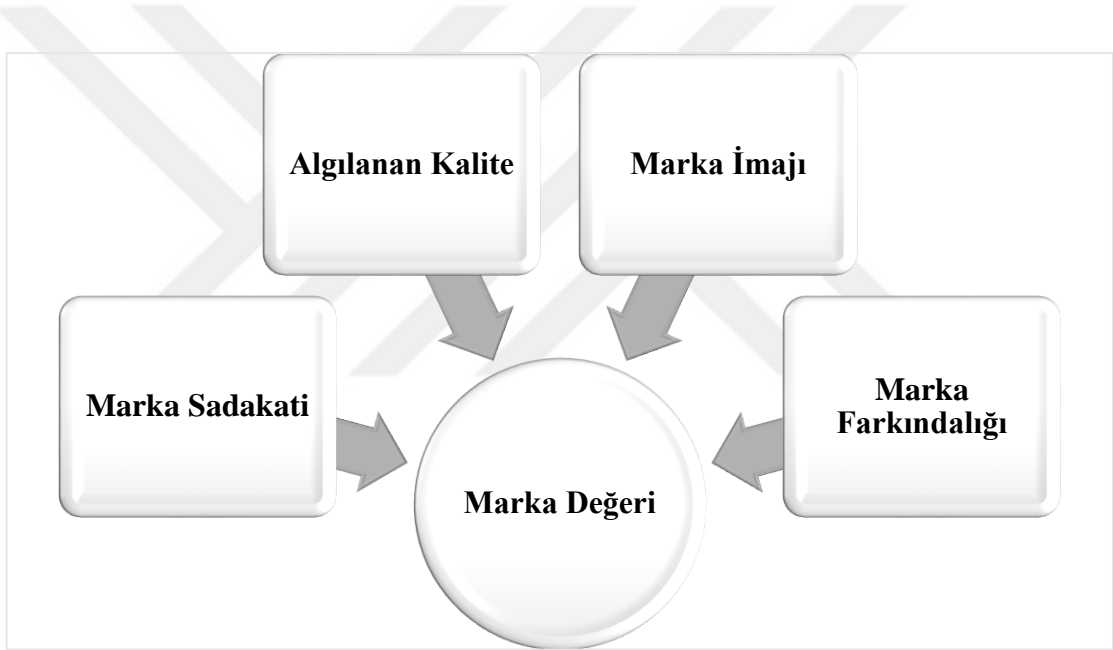 Algılanan Kalite
Marka İmajı
Marka Sadakati
Marka
Farkındalığı
Marka Değeri